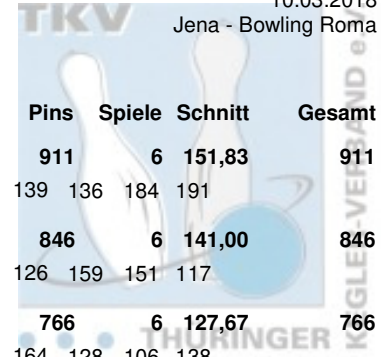 10.03.2018
Jena - Bowling Roma
TKV
Pins Spiele Schnitt Gesamt
911 6 151,83 911
139 136 184 191
846 6 141,00 846
126 159 151 117
766 6 127,67 766
164 128 106 138
THÜRINGER
KEGLER-VERBAND e.V.